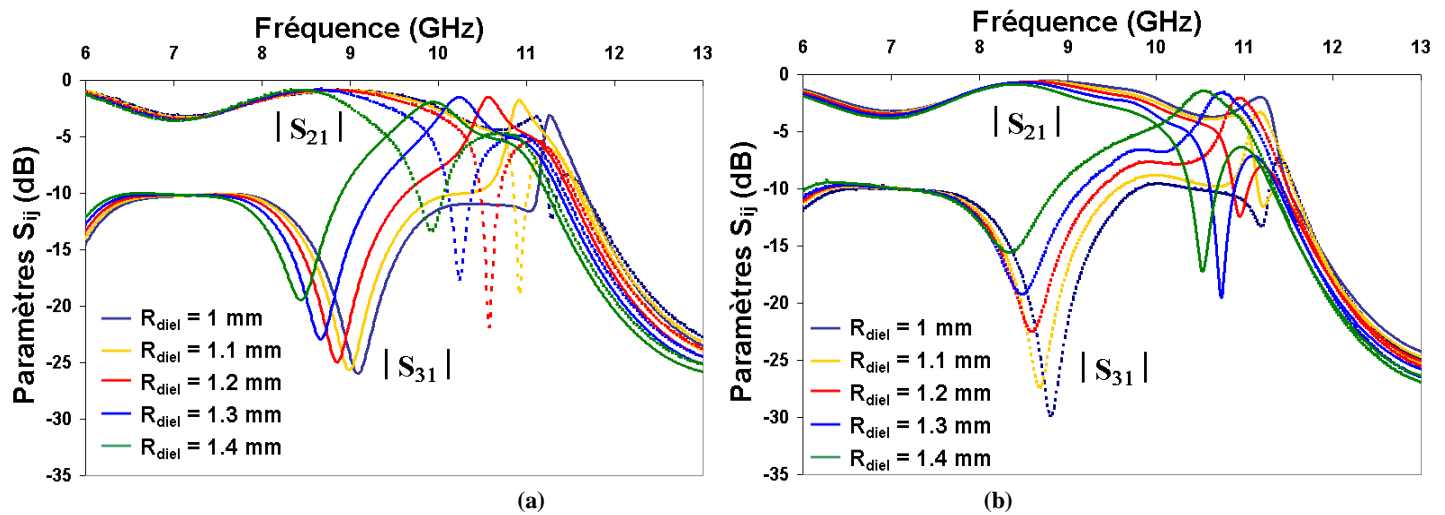 Fréquence (GHz)
6 7 8 9 10 11 12 13
Paramètres Sij (dB)
0
-5
-10
-15
-20
-25
-30
-35
| S21 |
| S31 |
Rdiel = 1 mm
Rdiel = 1.1 mm
Rdiel = 1.2 mm
Rdiel = 1.3 mm
Rdiel = 1.4 mm
(a)
Fréquence (GHz)
6 7 8 9 10 11 12 13
Paramètres Sij (dB)
0
-5
-10
-15
-20
-25
-30
-35
| S21 |
| S31 |
Rdiel = 1 mm
Rdiel = 1.1 mm
Rdiel = 1.2 mm
Rdiel = 1.3 mm
Rdiel = 1.4 mm
(b)